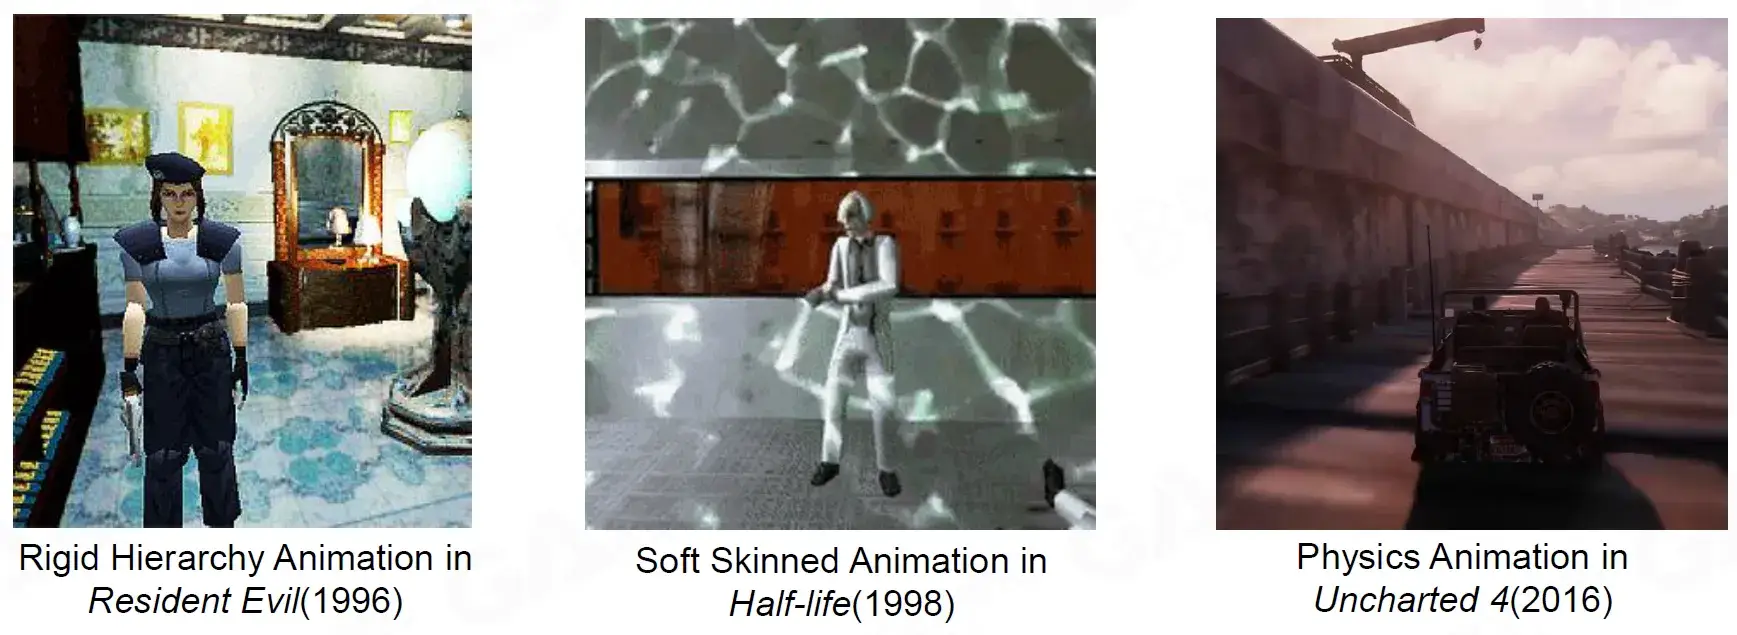 Rigid Hierarchy Animation in
Resident Evil(1996)
Soft Skinned Animation in
Half-life(1998)
Physics Animation in
Uncharted 4(2016)